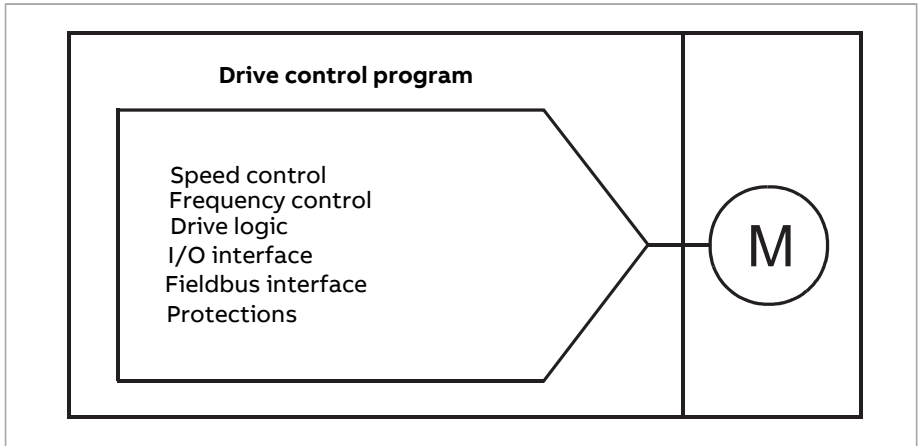 Drive control program
Speed control
Frequency control
Drive logic
I/O interface
Fieldbus interface
Protections
M